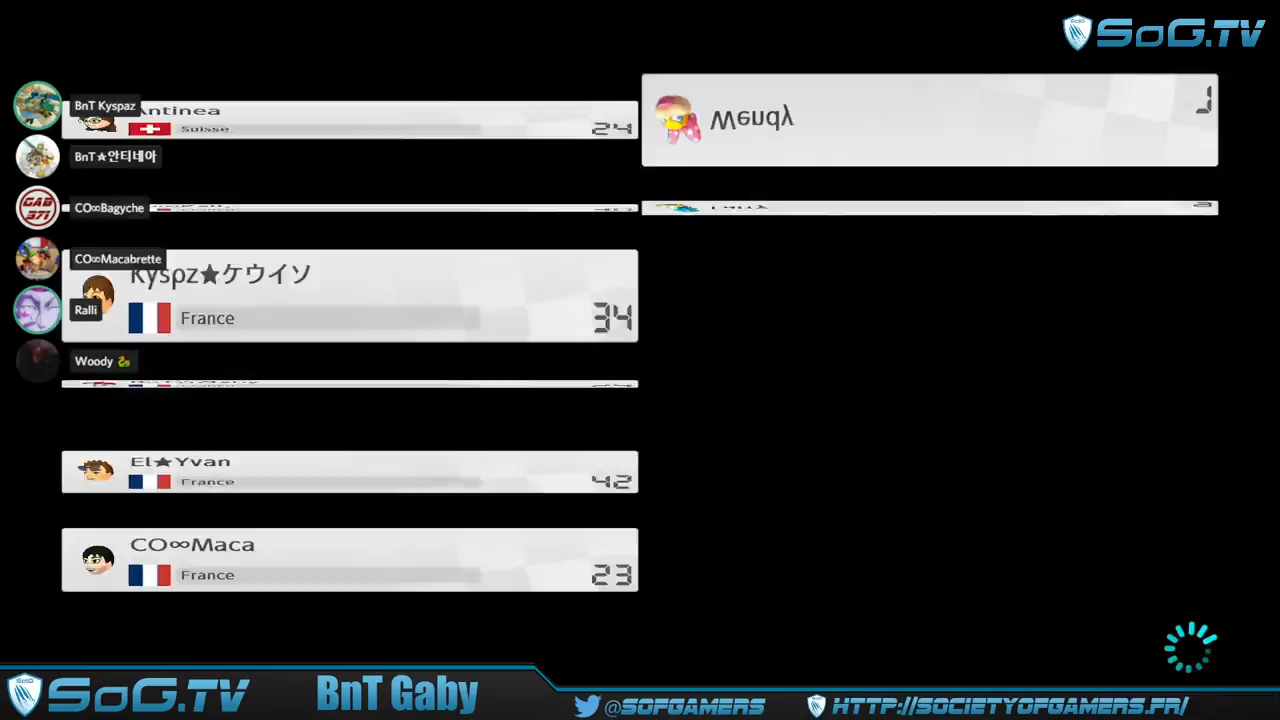 SoG.TV
BnT Kyspaz
Antinea
Suisse
24
Wendy
BnT★안티네아
CO∞Bagyche
CO∞Macabrette
Kyspz★ケウイソ
Ralli
France
34
Woody
El★Yvan
France
42
CO∞Maca
France
23
SoG.TV
BnT Gaby
@SOFGAMERS
HTTP://SOCIETYOFGAMERS.FR/